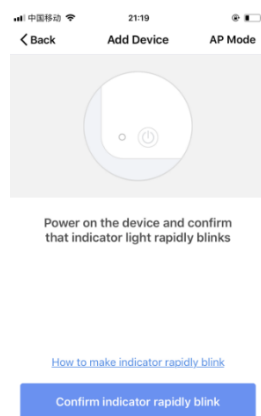 中国移动 21:19
Back Add Device AP Mode
Power on the device and confirm
that indicator light rapidly blinks
How to make indicator rapidly blink
Confirm indicator rapidly blink